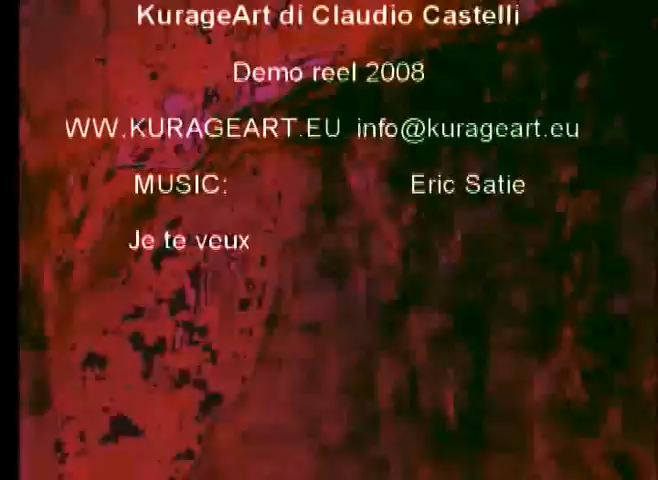 KurageArt di Claudio Castelli
Demo reel 2008
WW.KURAGEART.EU info@kurageart.eu
MUSIC: Eric Satie
Je te veux